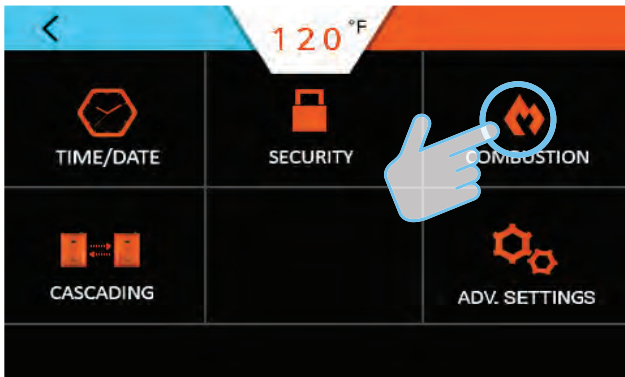 120°F
TIME/DATE
SECURITY
COMBUSTION
CASCADING
ADV. SETTINGS